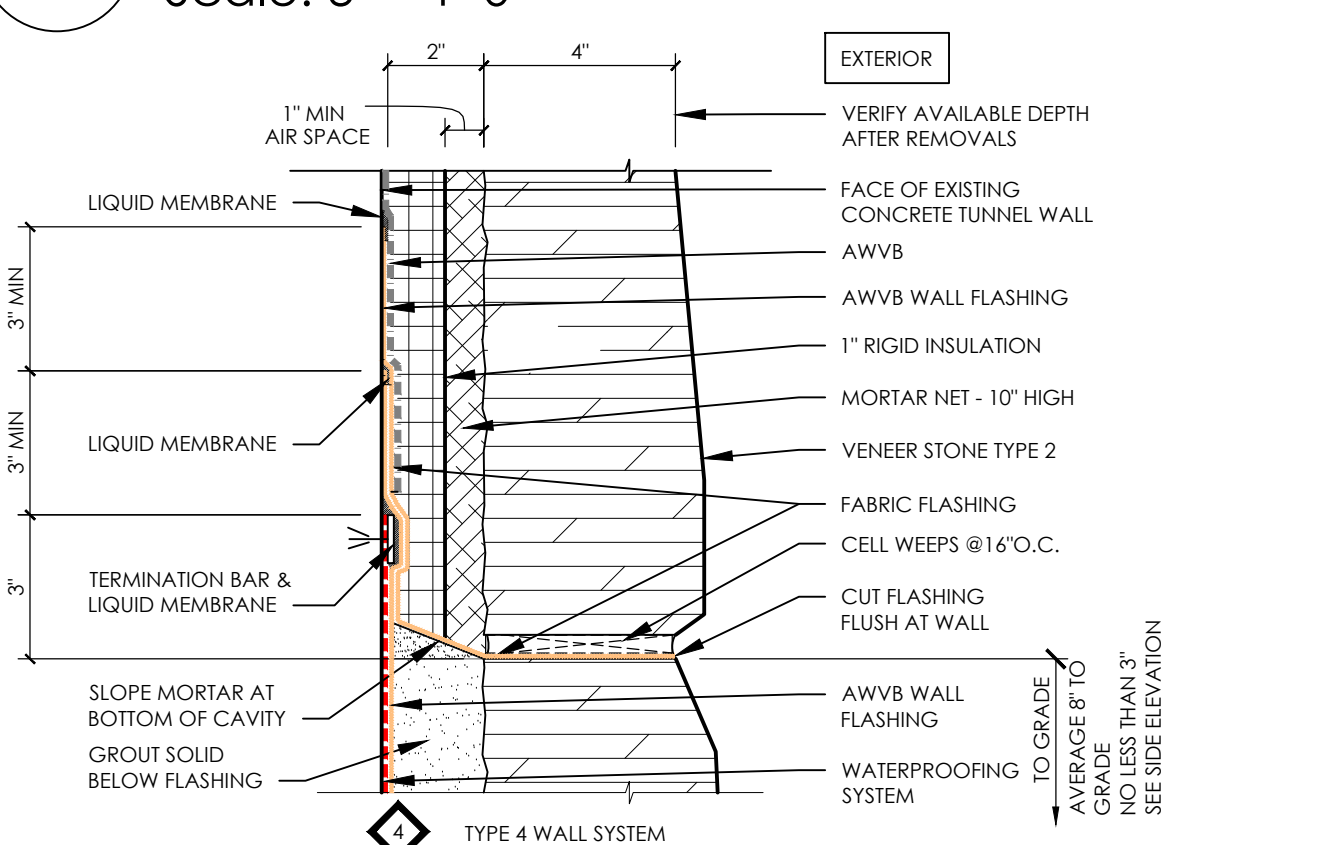 2"
4"
EXTERIOR
1" MIN
AIR SPACE
VERIFY AVAILABLE DEPTH
AFTER REMOVALS
LIQUID MEMBRANE
FACE OF EXISTING
CONCRETE TUNNEL WALL
AWVB
3" MIN
AWVB WALL FLASHING
1" RIGID INSULATION
MORTAR NET - 10" HIGH
LIQUID MEMBRANE
3" MIN
VENEER STONE TYPE 2
FABRIC FLASHING
CELL WEEPS @16"O.C.
TERMINATION BAR &
LIQUID MEMBRANE
3"
CUT FLASHING
FLUSH AT WALL
SLOPE MORTAR AT
BOTTOM OF CAVITY
AWVB WALL
FLASHING
GROUT SOLID
BELOW FLASHING
WATERPROOFING
SYSTEM
TO GRADE
AVERAGE 8" TO
GRADE
NO LESS THAN 3"
SEE SIDE ELEVATION
4
TYPE 4 WALL SYSTEM